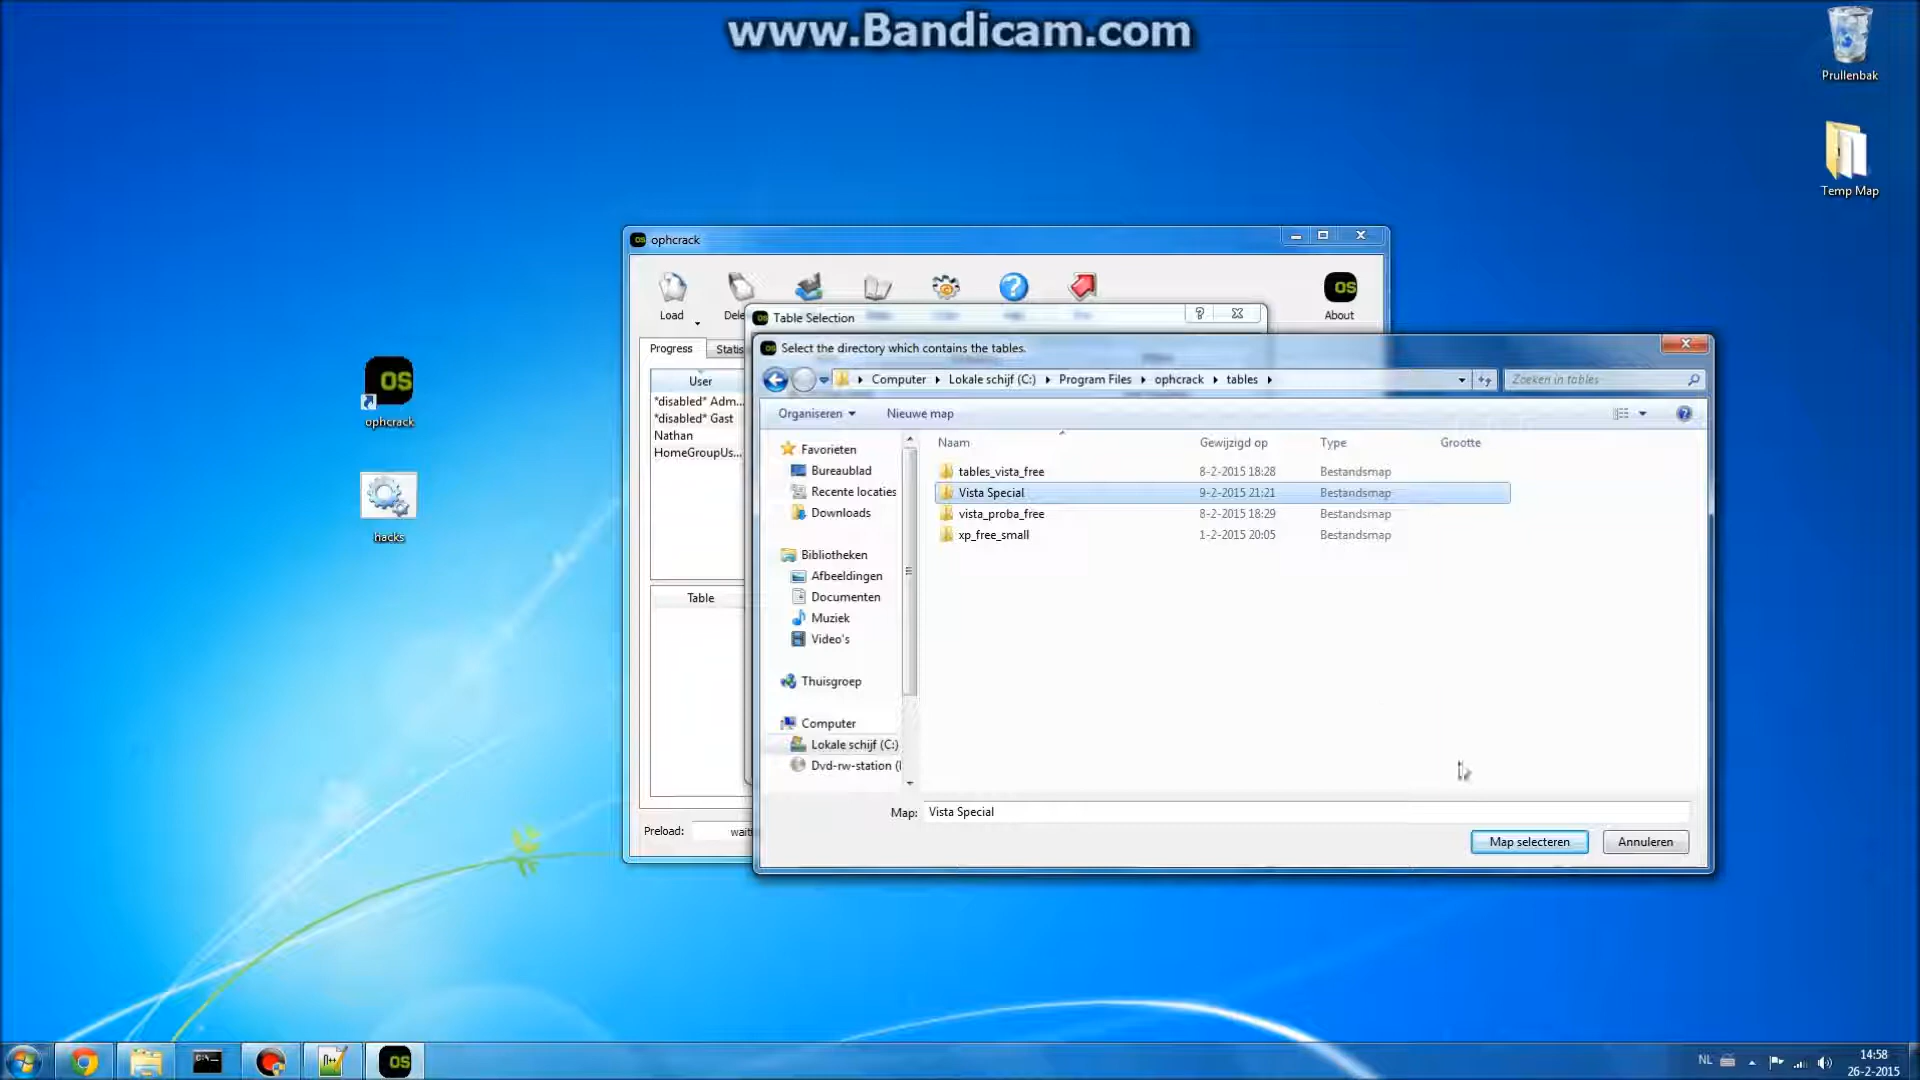 www.Bandicam.com
Prullenbak
Temp Map
ophcrack
hacks
ophcrack
Load
About
Progress
User
*disabled* Adm...
*disabled* Gast
Nathan
HomeGroupUs...
Table
Preload:
Table Selection
Select the directory which contains the tables.
Computer Lokale schijf (C:) Program Files ophcrack tables
Zoeken in tables
Organiseren Nieuwe map
Naam Gewijzigd op Type Grootte
tables_vista_free 8-2-2015 18:28 Bestandsmap
Vista Special 9-2-2015 21:21 Bestandsmap
vista_proba_free 8-2-2015 18:29 Bestandsmap
xp_free_small 1-2-2015 20:05 Bestandsmap
Favorieten
Bureaublad
Recente locaties
Downloads
Bibliotheken
Afbeeldingen
Documenten
Muziek
Video's
Thuisgroep
Computer
Lokale schijf (C:)
Dvd-rw-station (
Map: Vista Special
Map selecteren Annuleren
NL
14:58
26-2-2015